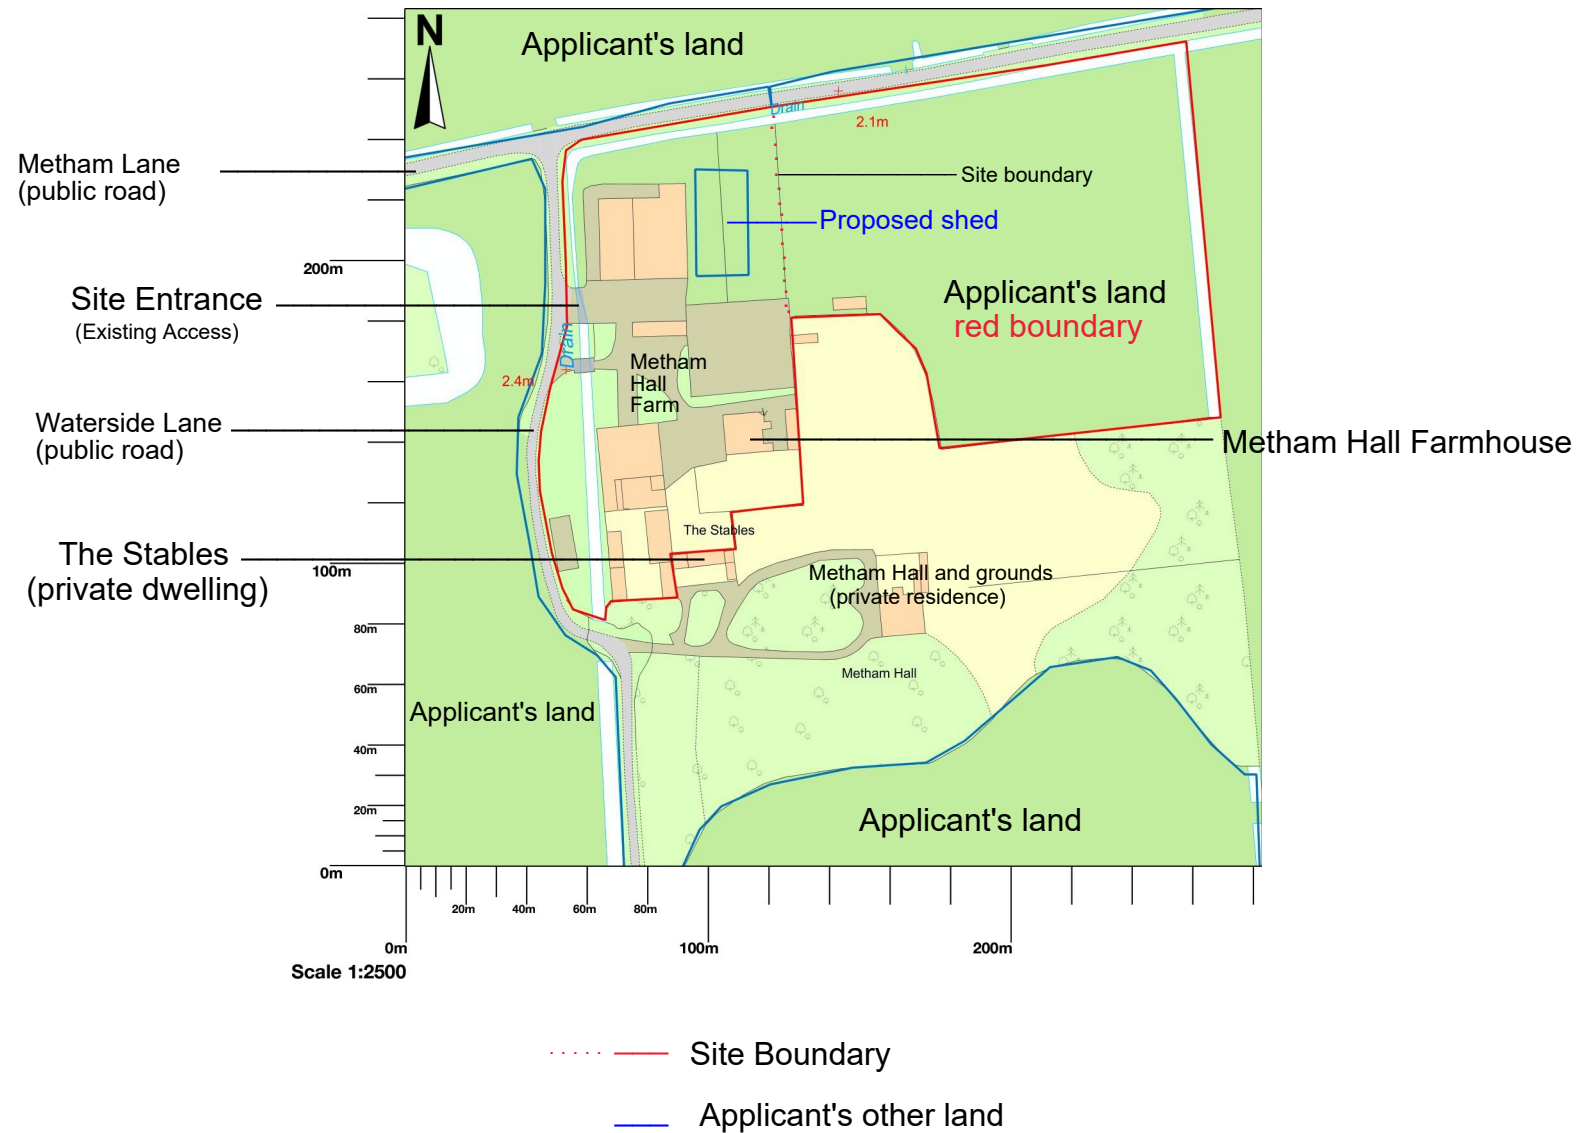 N
Applicant's land
Drain
2.1m
Metham Lane
(public road)
Site boundary
Proposed shed
200m
Site Entrance
(Existing Access)
Applicant's land
red boundary
Drain
Metham
Hall
Farm
2.4m
Waterside Lane
(public road)
Metham Hall Farmhouse
The Stables
The Stables
(private dwelling)
100m
Metham Hall and grounds
(private residence)
80m
Metham Hall
60m
Applicant's land
40m
20m
Applicant's land
0m
20m
40m
60m
80m
0m
100m
200m
Scale 1:2500
Site Boundary
Applicant's other land